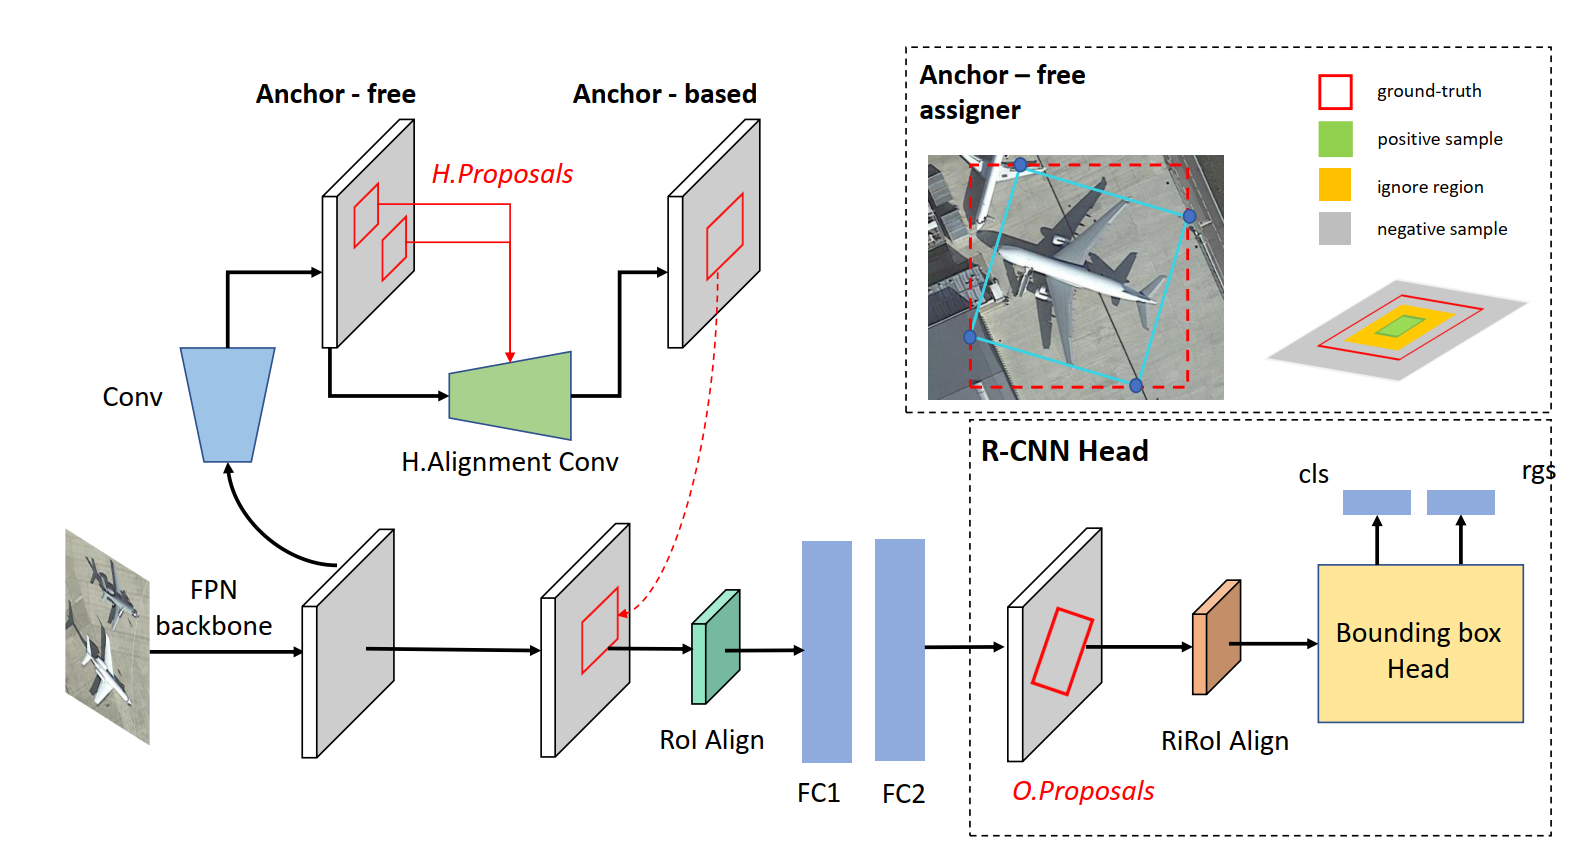 Anchor - free
Anchor - based
H.Proposals
Conv
H.Alignment Conv
FPN
backbone
RoI Align
FC1
FC2
Anchor – free
assigner
ground-truth
positive sample
ignore region
negative sample
R-CNN Head
cls
rgs
Bounding box
Head
RiRoI Align
O.Proposals